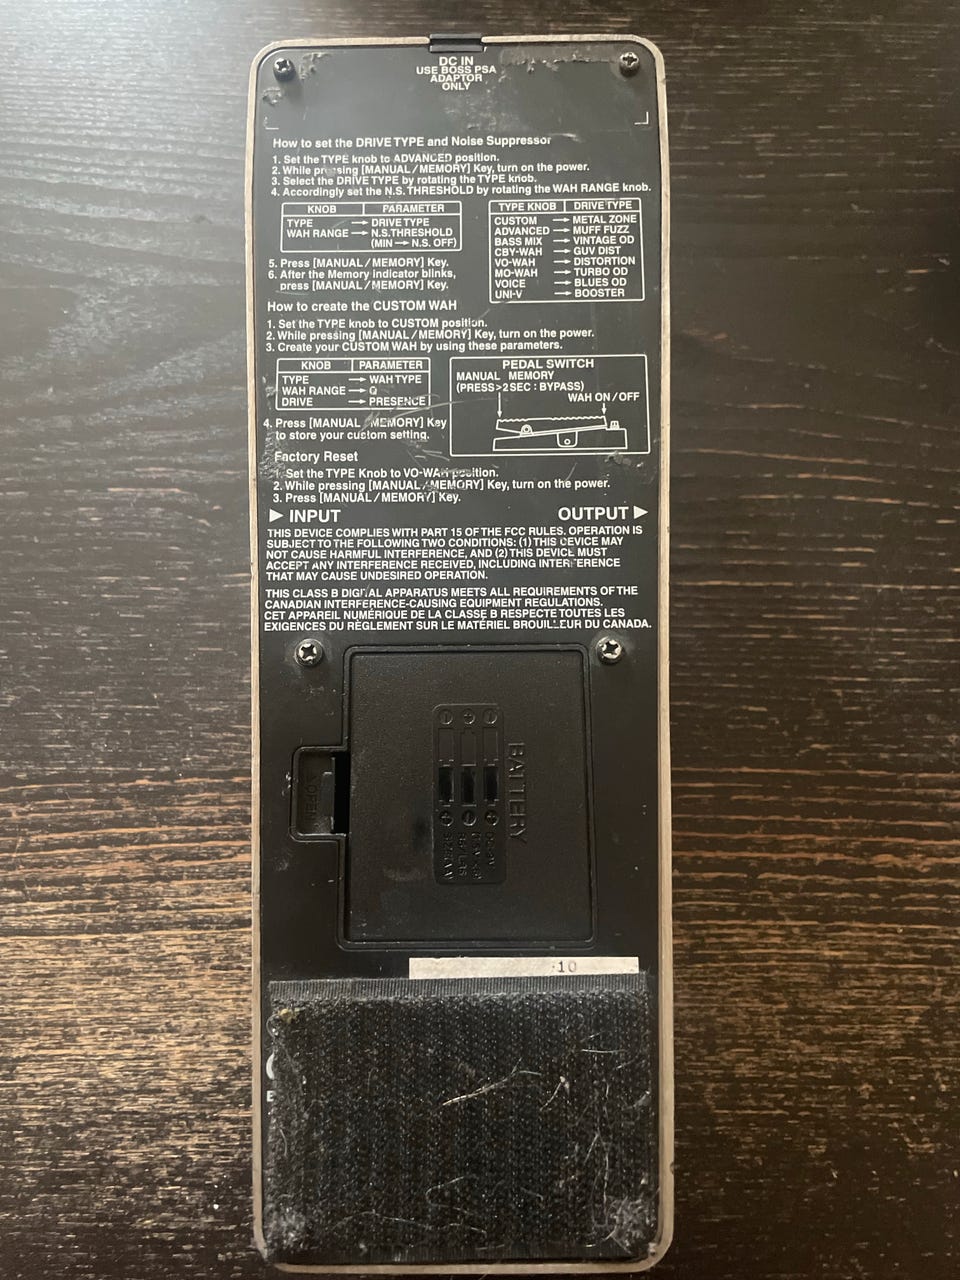 DC IN
USE BOSS PSA
ADAPTOR
ONLY
How to set the DRIVE TYPE and Noise Suppressor
1. Set the TYPE knob to ADVANCED position.
2. While pressing [MANUAL/MEMORY] Key, turn on the power.
3. Select the DRIVE TYPE by rotating the TYPE knob.
4. Accordingly set the N.S. THRESHOLD by rotating the WAH RANGE knob.
KNOB PARAMETER
TYPE → DRIVE TYPE
WAH RANGE → N.S.THRESHOLD
(MIN → N.S. OFF)
5. Press [MANUAL/MEMORY] Key.
6. After the Memory indicator blinks,
press [MANUAL/MEMORY] Key.
TYPE KNOB DRIVE TYPE
CUSTOM → METAL ZONE
ADVANCED → MUFF FUZZ
BASS MIX → VINTAGE OD
CBY-WAH → GUV DIST
VO-WAH → DISTORTION
MO-WAH → TURBO OD
VOICE → BLUES OD
UNI-V → BOOSTER
How to create the CUSTOM WAH
1. Set the TYPE knob to CUSTOM position.
2. While pressing [MANUAL/MEMORY] Key, turn on the power.
3. Create your CUSTOM WAH by using these parameters.
KNOB PARAMETER
TYPE → WAH TYPE
WAH RANGE → Q
DRIVE → PRESENCE
4. Press [MANUAL/MEMORY] Key
to store your custom setting.
PEDAL SWITCH
MANUAL MEMORY
(PRESS>2 SEC : BYPASS)
WAH ON/OFF
Factory Reset
1. Set the TYPE Knob to VO-WAH position.
2. While pressing [MANUAL/MEMORY] Key, turn on the power.
3. Press [MANUAL/MEMORY] Key.
▶ INPUT
OUTPUT ▶
THIS DEVICE COMPLIES WITH PART 15 OF THE FCC RULES. OPERATION IS
SUBJECT TO THE FOLLOWING TWO CONDITIONS: (1) THIS DEVICE MAY
NOT CAUSE HARMFUL INTERFERENCE, AND (2) THIS DEVICE MUST
ACCEPT ANY INTERFERENCE RECEIVED, INCLUDING INTERFERENCE
THAT MAY CAUSE UNDESIRED OPERATION.
THIS CLASS B DIGITAL APPARATUS MEETS ALL REQUIREMENTS OF THE
CANADIAN INTERFERENCE-CAUSING EQUIPMENT REGULATIONS.
CET APPAREIL NUMÉRIQUE DE LA CLASSE B RESPECTE TOUTES LES
EXIGENCES DU RÈGLEMENT SUR LE MATÉRIEL BROUILLEUR DU CANADA.
OPEN
BATTERY
10